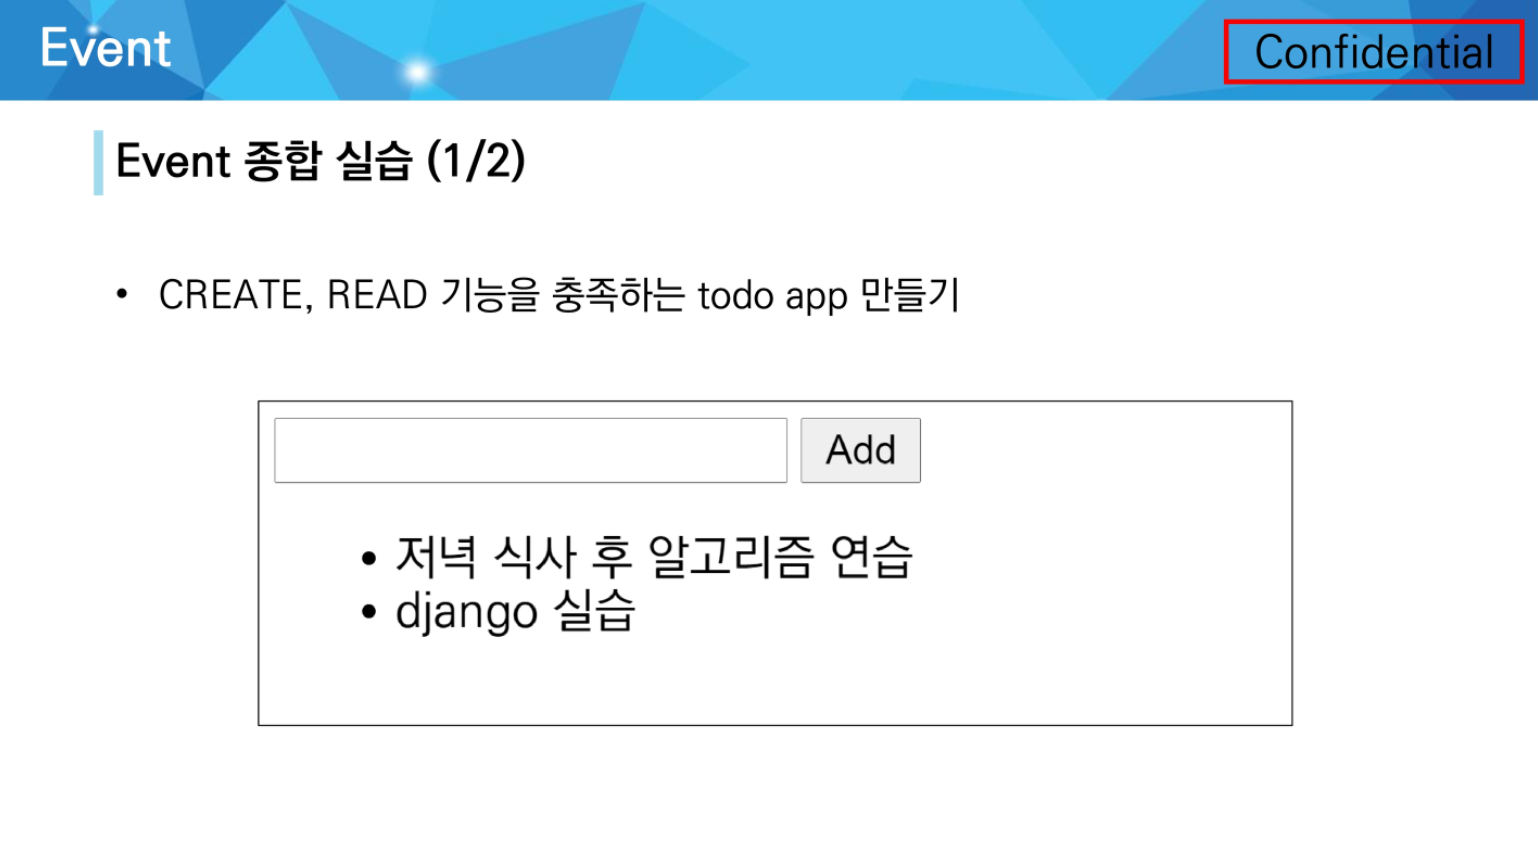 Event
Confidential
Event 종합 실습 (1/2)
• CREATE, READ 기능을 충족하는 todo app 만들기
Add
• 저녁 식사 후 알고리즘 연습
• django 실습